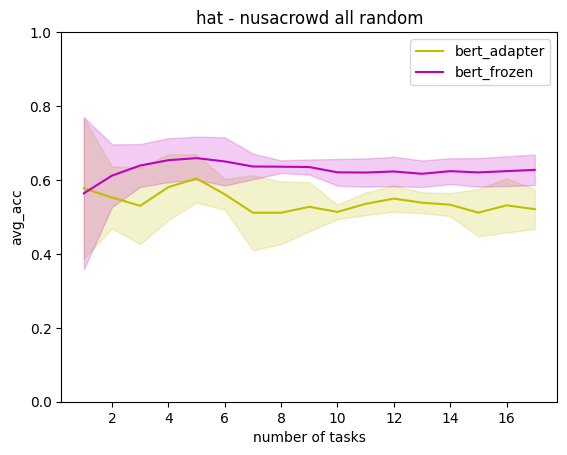 hat - nusacrowd all random
bert_adapter
bert_frozen
1.0
0.8
0.6
0.4
0.2
0.0
avg_acc
2 4 6 8 10 12 14 16
number of tasks